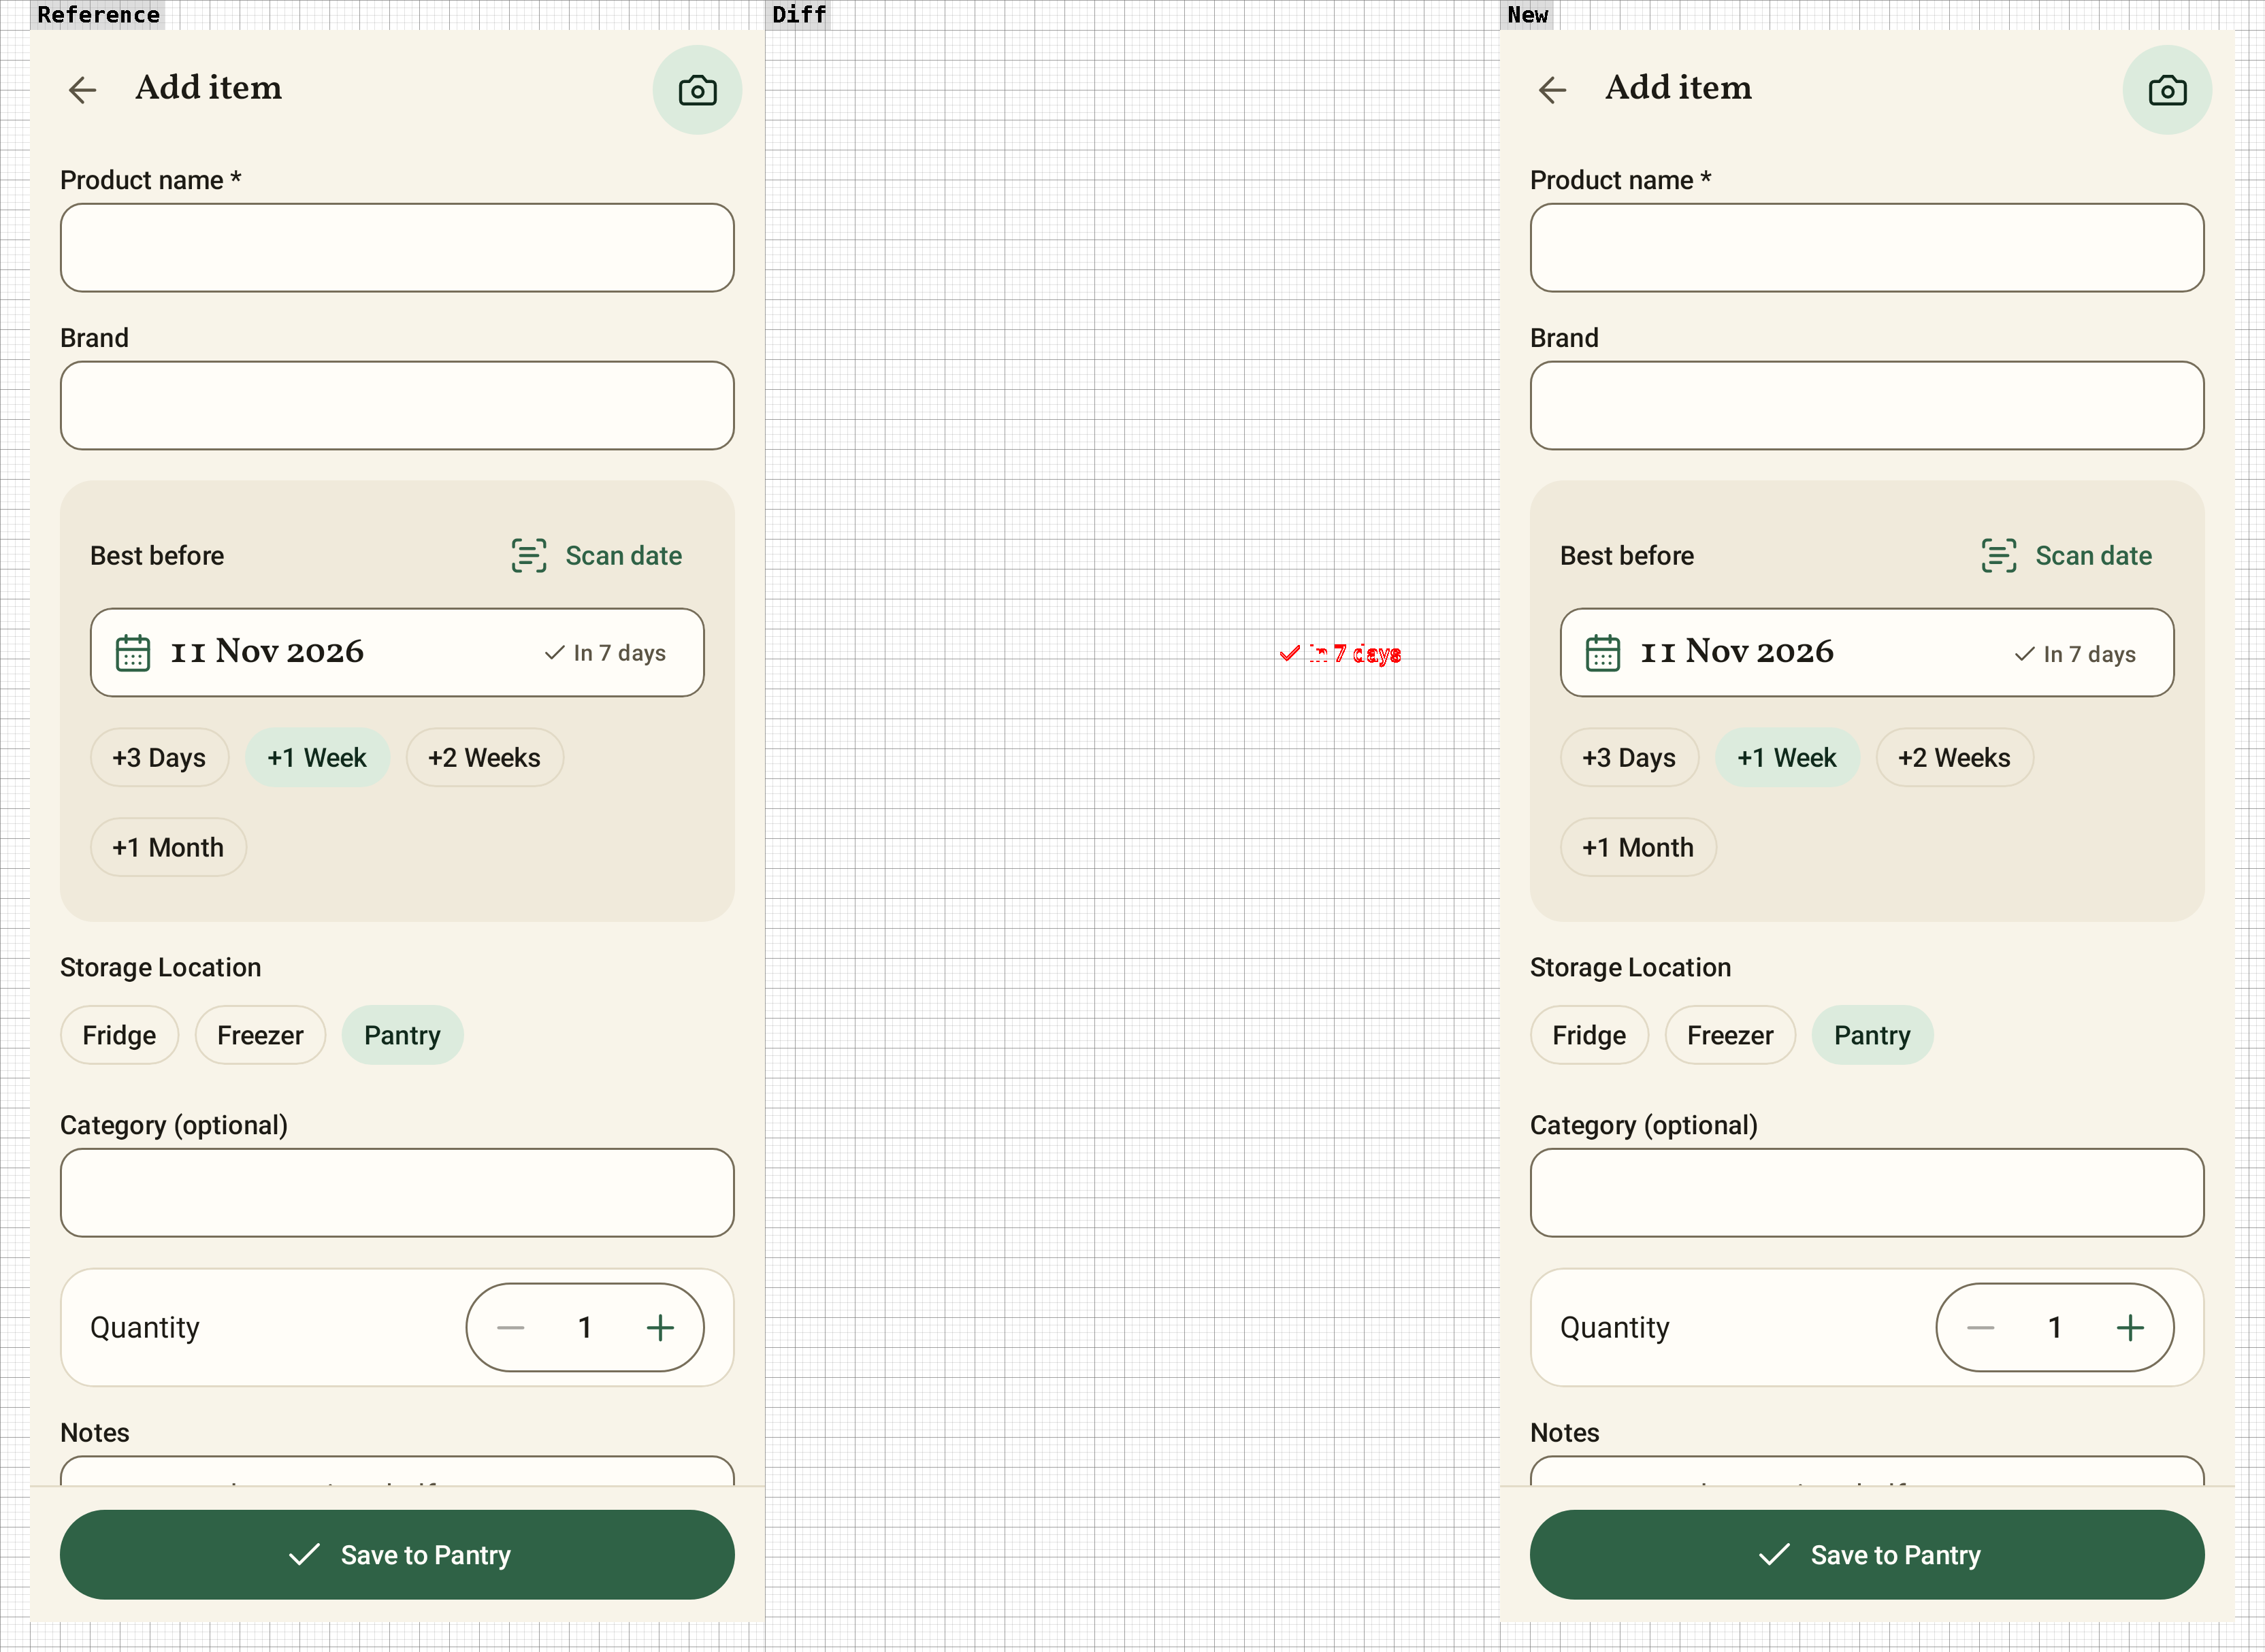 Reference
Diff
New
Add item
Product name *
Brand
Best before
Scan date
11 Nov 2026
In 7 days
+3 Days
+1 Week
+2 Weeks
+1 Month
Storage Location
Fridge
Freezer
Pantry
Category (optional)
Quantity
1
Notes
Save to Pantry
In 7 days
Add item
Product name *
Brand
Best before
Scan date
11 Nov 2026
In 7 days
+3 Days
+1 Week
+2 Weeks
+1 Month
Storage Location
Fridge
Freezer
Pantry
Category (optional)
Quantity
1
Notes
Save to Pantry